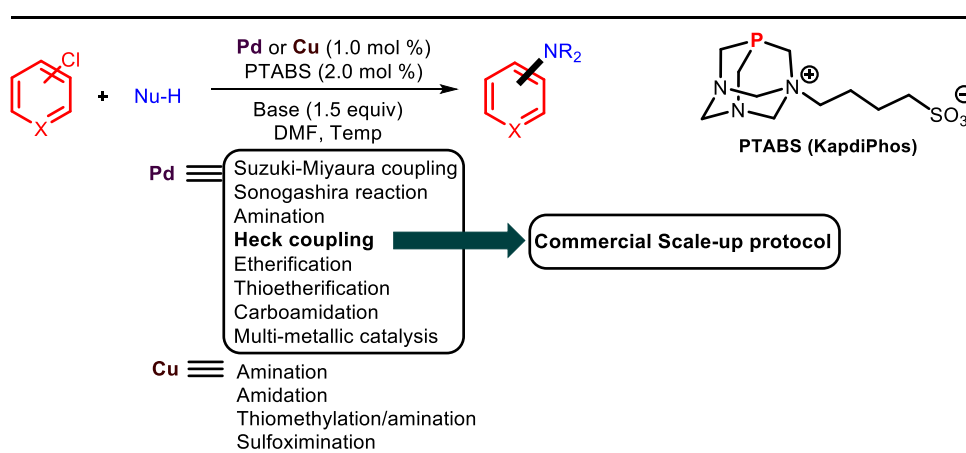 Cl
X
+
Nu-H
Pd or Cu (1.0 mol %)
PTABS (2.0 mol %)
Base (1.5 equiv)
DMF, Temp
NR2
X
P
N
N
N
⊕
SO3
⊖
PTABS (KapdiPhos)
Pd
Suzuki-Miyaura coupling
Sonogashira reaction
Amination
Heck coupling
Etherification
Thioetherification
Carboamidation
Multi-metallic catalysis
Commercial Scale-up protocol
Cu
Amination
Amidation
Thiomethylation/amination
Sulfoximination